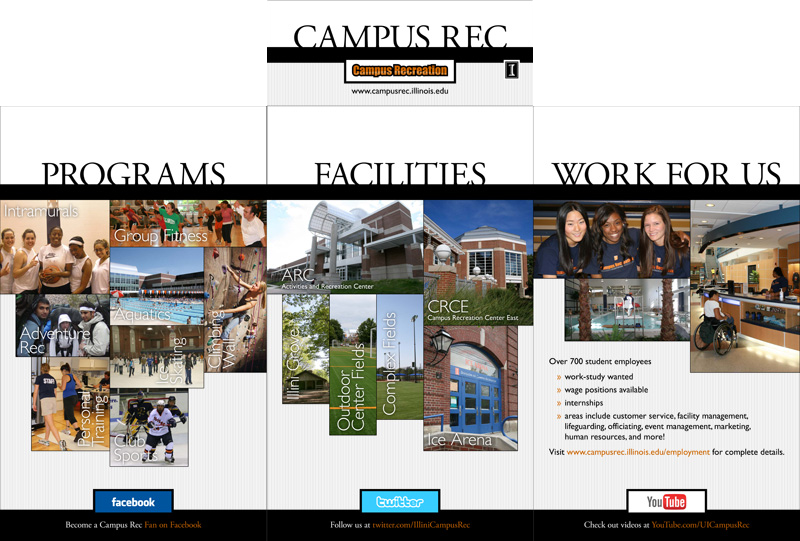 CAMPUS REC
Campus Recreation
I
www.campusrec.illinois.edu
PROGRAMS
Intramurals
Group Fitness
Aquatics
Climbing
Wall
Adventure
Rec
Ice
Skating
Personal
Training
Club
Sports
facebook
Become a Campus Rec Fan on Facebook
FACILITIES
ARC
Activities and Recreation Center
CRCE
Campus Recreation Center East
Illini Grove
Outdoor
Center Fields
Complex Fields
Ice Arena
twitter
Follow us at twitter.com/IlliniCampusRec
WORK FOR US
Over 700 student employees
» work-study wanted
» wage positions available
» internships
» areas include customer service, facility management,
lifeguarding, officiating, event management, marketing,
human resources, and more!
Visit www.campusrec.illinois.edu/employment for complete details.
YouTube
Check out videos at YouTube.com/UICampusRec